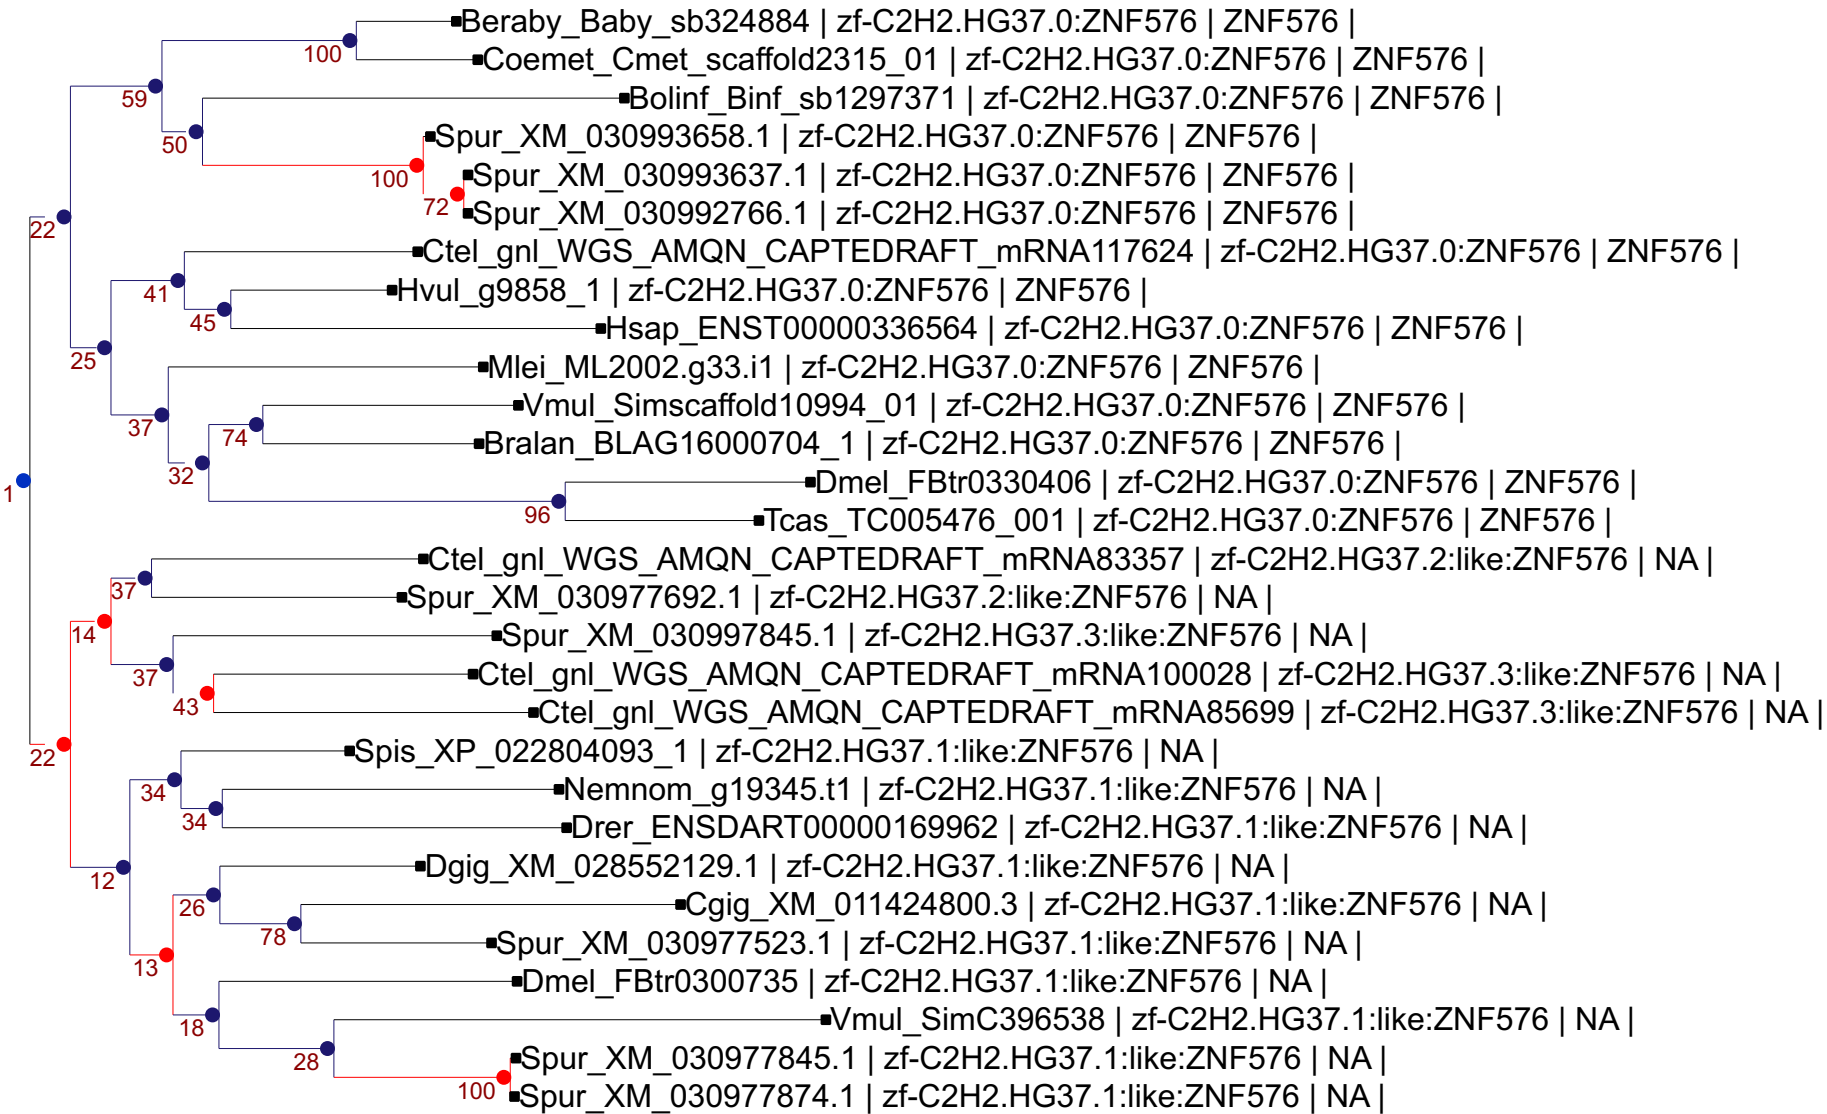 Beraby_Baby_sb324884 | zf-C2H2.HG37.0:ZNF576 | ZNF576 |
100
Coemet_Cmet_scaffold2315_01 | zf-C2H2.HG37.0:ZNF576 | ZNF576 |
59
Bolinf_Binf_sb1297371 | zf-C2H2.HG37.0:ZNF576 | ZNF576 |
50
Spur_XM_030993658.1 | zf-C2H2.HG37.0:ZNF576 | ZNF576 |
100
Spur_XM_030993637.1 | zf-C2H2.HG37.0:ZNF576 | ZNF576 |
72
Spur_XM_030992766.1 | zf-C2H2.HG37.0:ZNF576 | ZNF576 |
22
Ctel_gnl_WGS_AMQN_CAPTEDRAFT_mRNA117624 | zf-C2H2.HG37.0:ZNF576 | ZNF576 |
41
Hvul_g9858_1 | zf-C2H2.HG37.0:ZNF576 | ZNF576 |
45
Hsap_ENST00000336564 | zf-C2H2.HG37.0:ZNF576 | ZNF576 |
25
Mlei_ML2002.g33.i1 | zf-C2H2.HG37.0:ZNF576 | ZNF576 |
37
Vmul_Simscaffold10994_01 | zf-C2H2.HG37.0:ZNF576 | ZNF576 |
74
Bralan_BLAG16000704_1 | zf-C2H2.HG37.0:ZNF576 | ZNF576 |
32
Dmel_FBtr0330406 | zf-C2H2.HG37.0:ZNF576 | ZNF576 |
1
96
Tcas_TC005476_001 | zf-C2H2.HG37.0:ZNF576 | ZNF576 |
Ctel_gnl_WGS_AMQN_CAPTEDRAFT_mRNA83357 | zf-C2H2.HG37.2:like:ZNF576 | NA |
37
Spur_XM_030977692.1 | zf-C2H2.HG37.2:like:ZNF576 | NA |
14
Spur_XM_030997845.1 | zf-C2H2.HG37.3:like:ZNF576 | NA |
37
Ctel_gnl_WGS_AMQN_CAPTEDRAFT_mRNA100028 | zf-C2H2.HG37.3:like:ZNF576 | NA |
43
Ctel_gnl_WGS_AMQN_CAPTEDRAFT_mRNA85699 | zf-C2H2.HG37.3:like:ZNF576 | NA |
22
Spis_XP_022804093_1 | zf-C2H2.HG37.1:like:ZNF576 | NA |
34
Nemnom_g19345.t1 | zf-C2H2.HG37.1:like:ZNF576 | NA |
34
Drer_ENSDART00000169962 | zf-C2H2.HG37.1:like:ZNF576 | NA |
12
Dgig_XM_028552129.1 | zf-C2H2.HG37.1:like:ZNF576 | NA |
26
Cgig_XM_011424800.3 | zf-C2H2.HG37.1:like:ZNF576 | NA |
78
Spur_XM_030977523.1 | zf-C2H2.HG37.1:like:ZNF576 | NA |
13
Dmel_FBtr0300735 | zf-C2H2.HG37.1:like:ZNF576 | NA |
18
Vmul_SimC396538 | zf-C2H2.HG37.1:like:ZNF576 | NA |
28
Spur_XM_030977845.1 | zf-C2H2.HG37.1:like:ZNF576 | NA |
100
Spur_XM_030977874.1 | zf-C2H2.HG37.1:like:ZNF576 | NA |